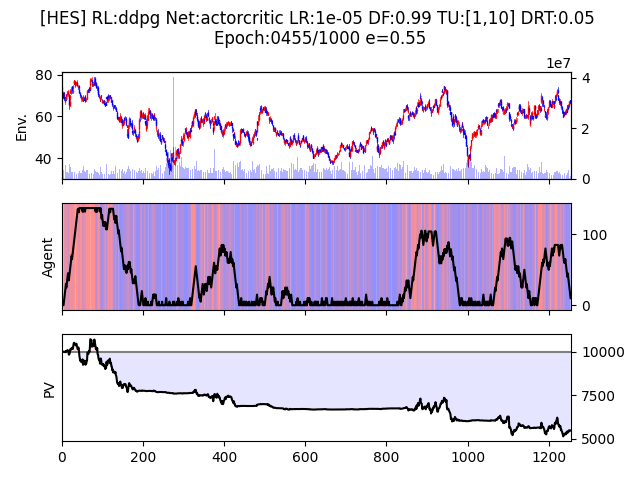 [HES] RL:ddpg Net:actorcritic LR:1e-05 DF:0.99 TU:[1,10] DRT:0.05
Epoch:0455/1000 e=0.55
1e7
80
60
40
Env.
4
2
0
Agent
100
0
PV
10000
7500
5000
0 200 400 600 800 1000 1200